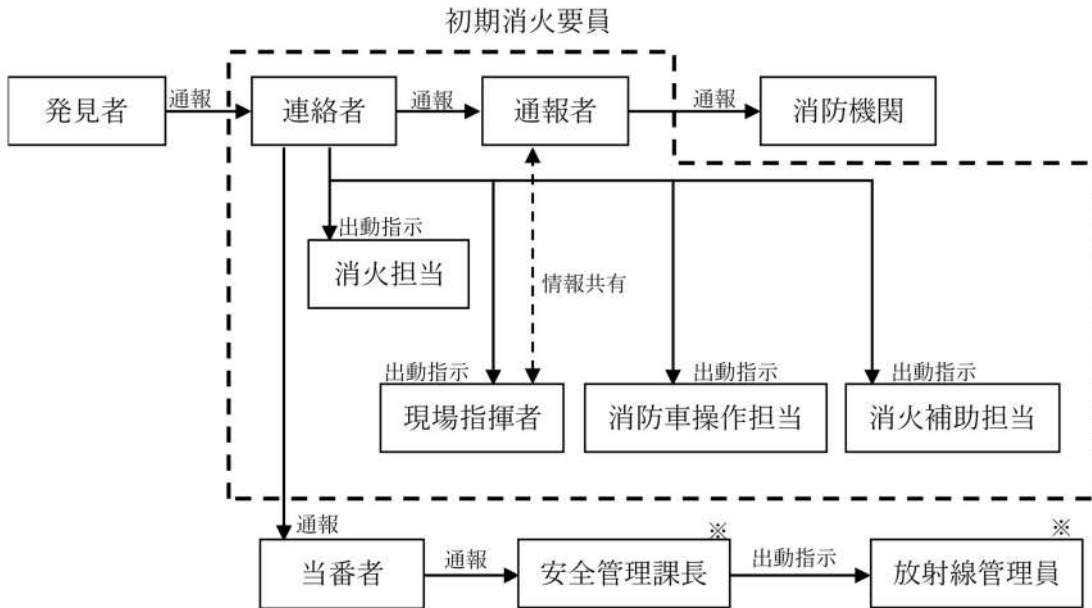 初期消火要員
発見者
通報
連絡者
通報
通報者
通報
消防機関
出動指示
消火担当
情報共有
出動指示
現場指揮者
出動指示
消防車操作担当
出動指示
消火補助担当
通報
当番者
通報
※
安全管理課長
出動指示
※
放射線管理員